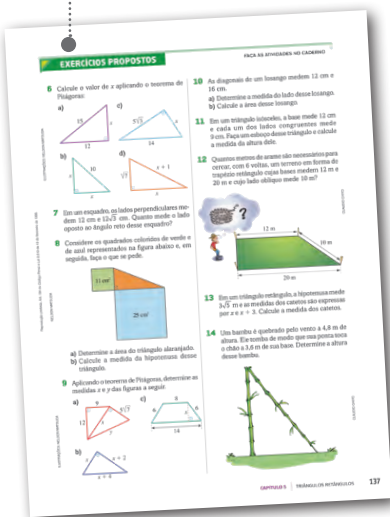 EXERCÍCIOS PROPOSTOS
FAÇA AS ATIVIDADES NO CADERNO
6 Calcule o valor de x aplicando o teorema de
Pitágoras:
a)
c)
15
x
12
5√3
x
14
b)
d)
10
x
x
x + 1
√7
x
7 Em um esquadro, os lados perpendiculares me-
dem 12 cm e 12√3 cm. Quanto mede o lado
oposto ao ângulo reto desse esquadro?
8 Considere os quadrados coloridos de verde e
de azul representados na figura abaixo e, em
seguida, faça o que se pede.
25 cm²
a) Determine a área do triângulo alaranjado.
b) Calcule a medida da hipotenusa desse
triângulo.
9 Aplicando o teorema de Pitágoras, determine as
medidas x e y das figuras a seguir.
a)
c)
9
12
x
y
8
6
6
x
14
b)
x + 2
x + 4
10 As diagonais de um losango medem 12 cm e
16 cm.
a) Determine a medida do lado desse losango.
b) Calcule a área desse losango.
11 Em um triângulo isósceles, a base mede 12 cm
e cada um dos lados congruentes mede
9 cm. Faça um esboço desse triângulo e calcule
a medida da altura dele.
12 Quantos metros de arame são necessários para
cercar, com 6 voltas, um terreno em forma de
trapézio retângulo cujas bases medem 12 m e
20 m e cujo lado oblíquo mede 10 m?
?
12 m
10 m
20 m
13 Em um triângulo retângulo, a hipotenusa mede
3√5 m e as medidas dos catetos são expressas
por x e x + 3. Calcule a medida dos catetos.
14 Um bambu é quebrado pelo vento a 4,8 m de
altura. Ele tomba de modo que sua ponta toca
o chão a 3,6 m de sua base. Determine a altura
desse bambu.
CAPÍTULO 5 TRIÂNGULOS RETÂNGULOS 137